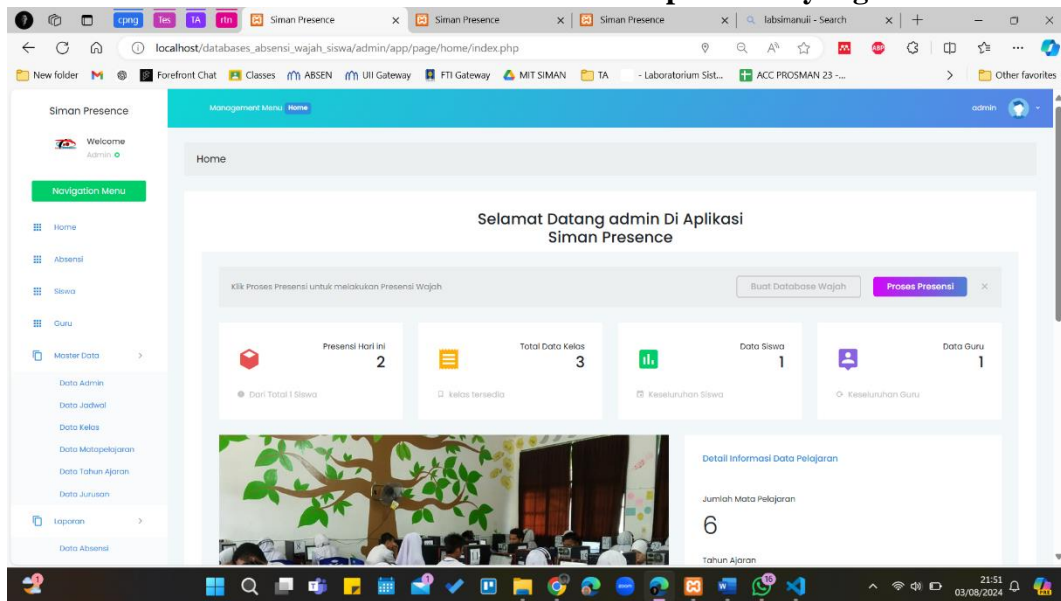 cpng
Tes
TA
rtn
Siman Presence
Siman Presence
Siman Presence
labsimanuii - Search
localhost/databases_absensi_wajah_siswa/admin/app/page/home/index.php
New folder
Forefront Chat
Classes
ABSEN
UII Gateway
FTI Gateway
MIT SIMAN
TA
- Laboratorium Sist...
ACC PROSMAN 23 -...
Other favorites
Siman Presence
Management Menu Home
admin
Welcome
Admin
Home
Navigation Menu
Home
Absensi
Siswa
Guru
Master Data
Data Admin
Data Jadwal
Data Kelas
Data Matapelajaran
Data Tahun Ajaran
Data Jurusan
Laporan
Data Absensi
Selamat Datang admin Di Aplikasi
Siman Presence
Klik Proses Presensi untuk melakukan Presensi Wajah
Buat Database Wajah
Proses Presensi
Presensi Hari ini
2
Dari Total 1 Siswa
Total Data Kelas
3
kelas tersedia
Data Siswa
1
Keseluruhan Siswa
Data Guru
1
Keseluruhan Guru
Detail Informasi Data Pelajaran
Jumlah Mata Pelajaran
6
Tahun Ajaran
21:51
03/08/2024